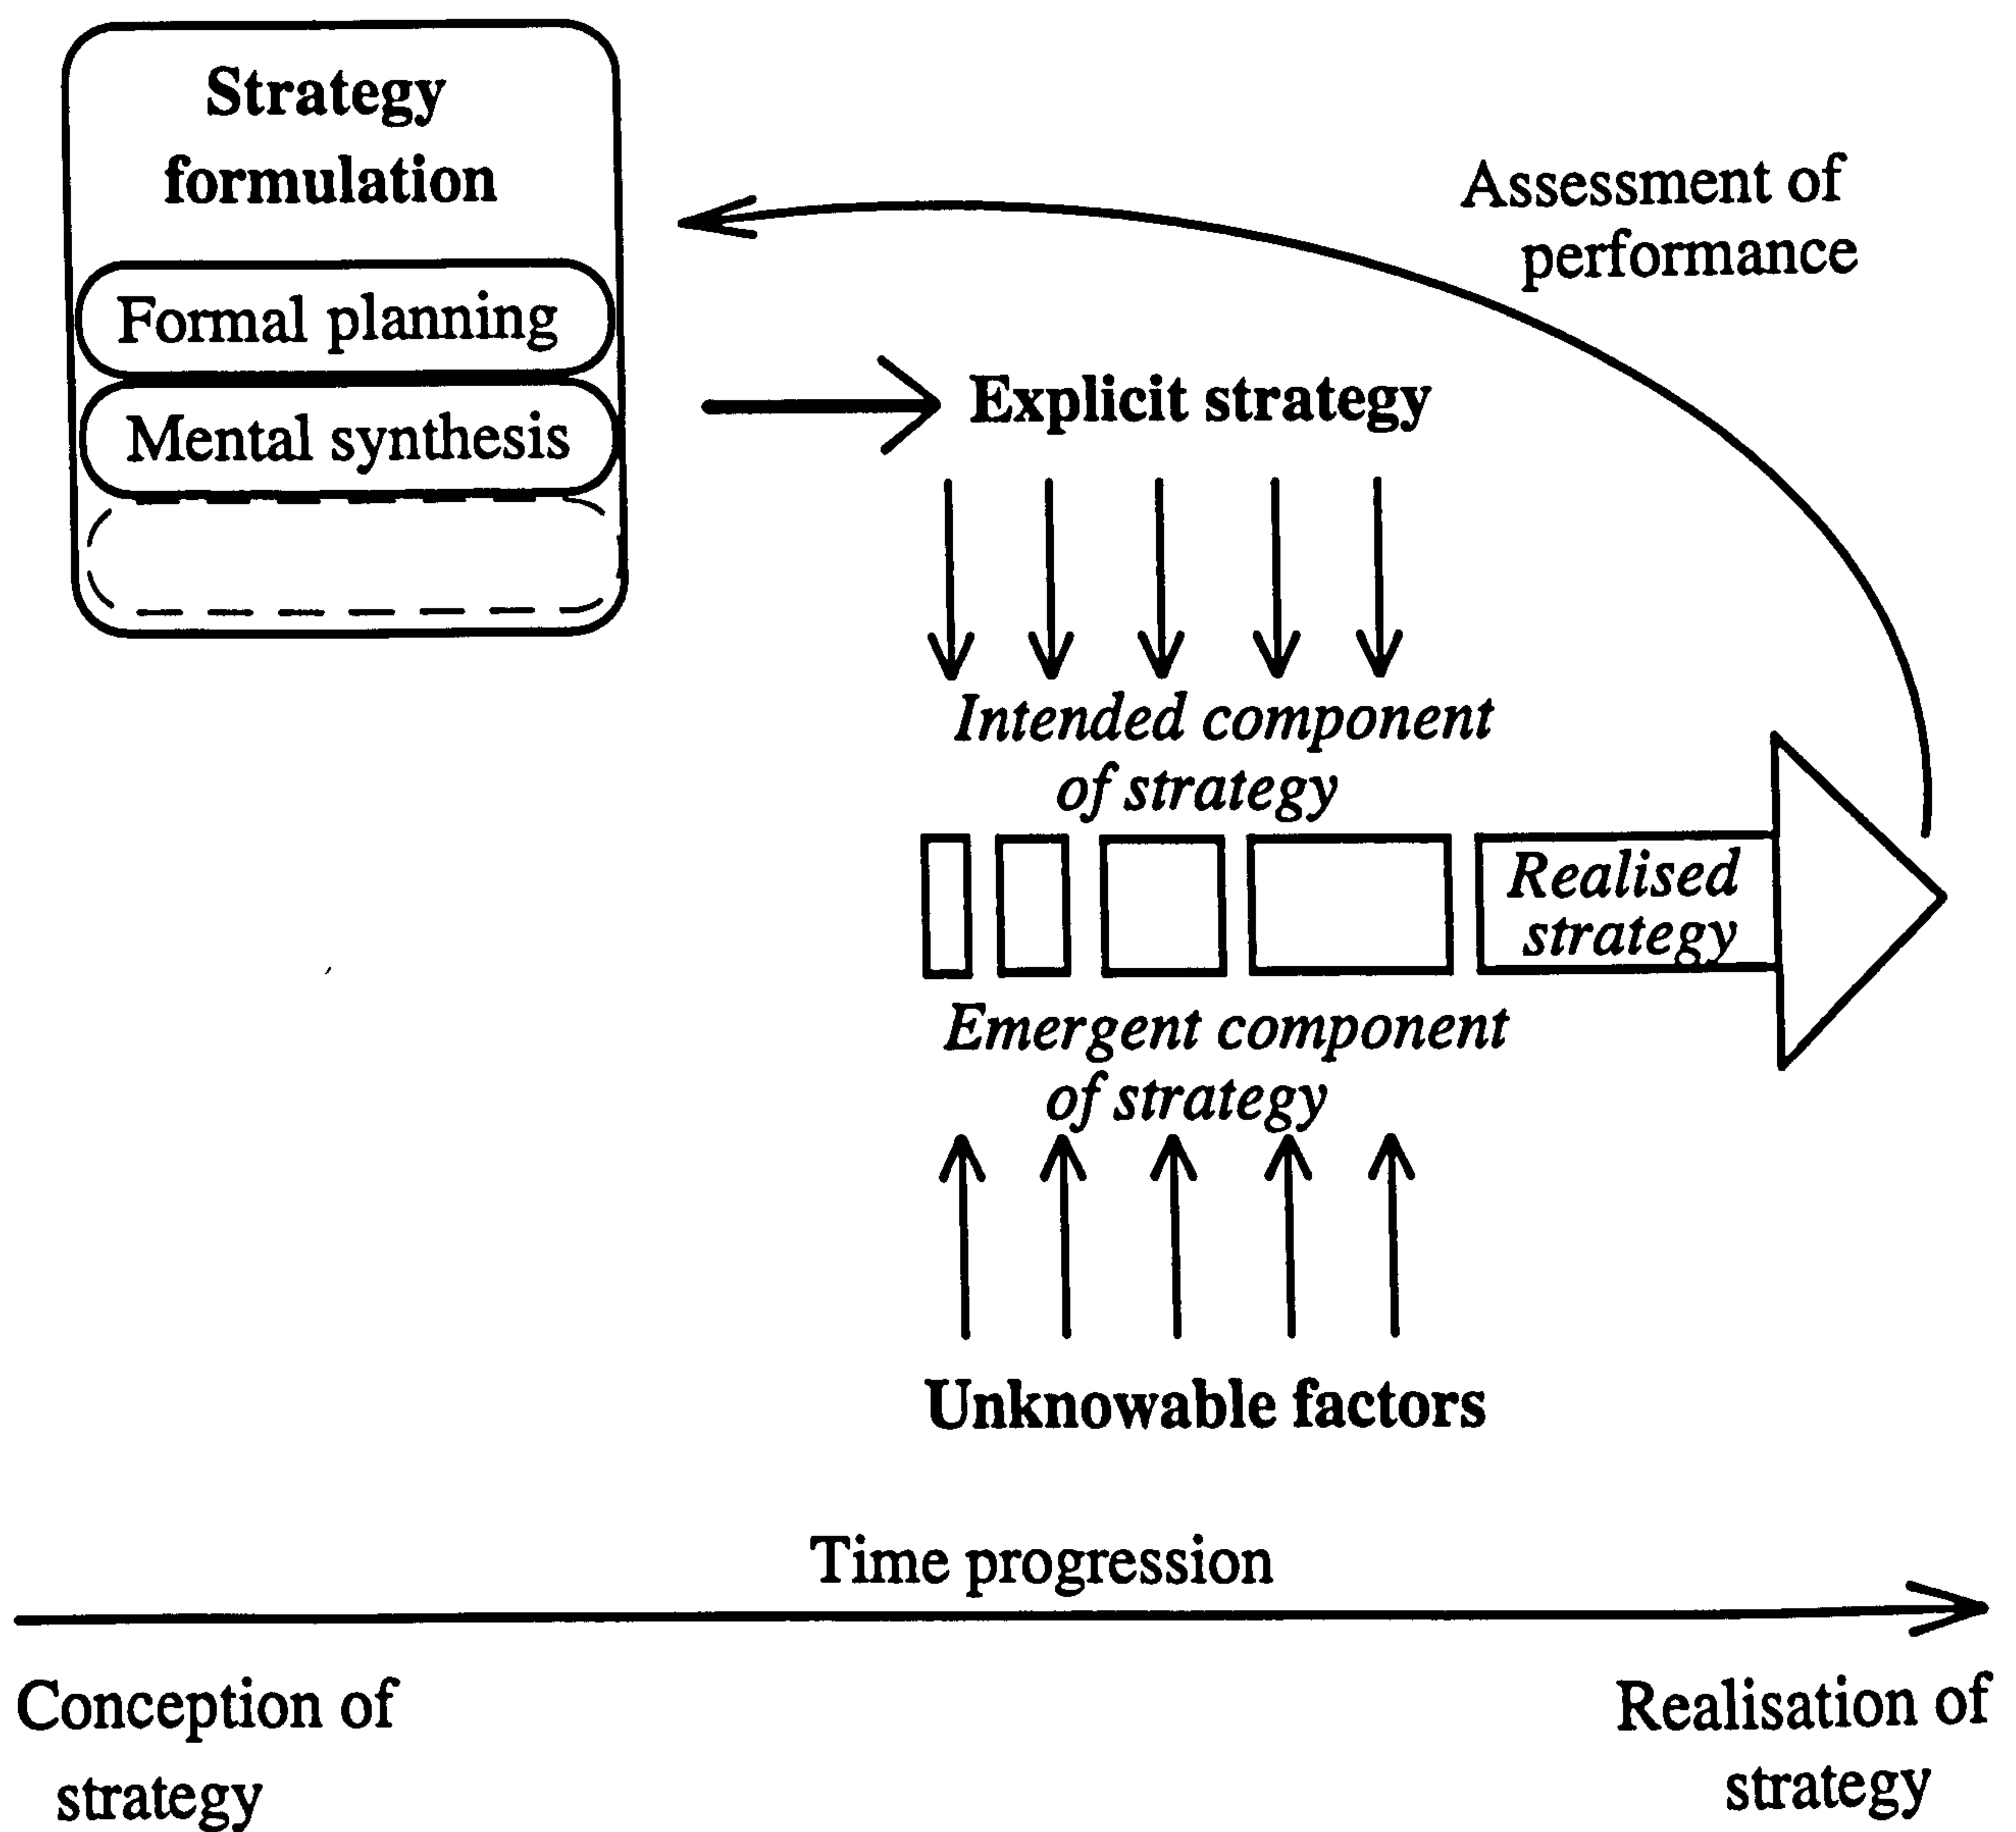 Strategy
formulation
Formal planning
Mental synthesis
Assessment of
performance
Explicit strategy
Intended component
of strategy
Realised
strategy
Emergent component
of strategy
Unknowable factors
Time progression
Conception of
strategy
Realisation of
strategy